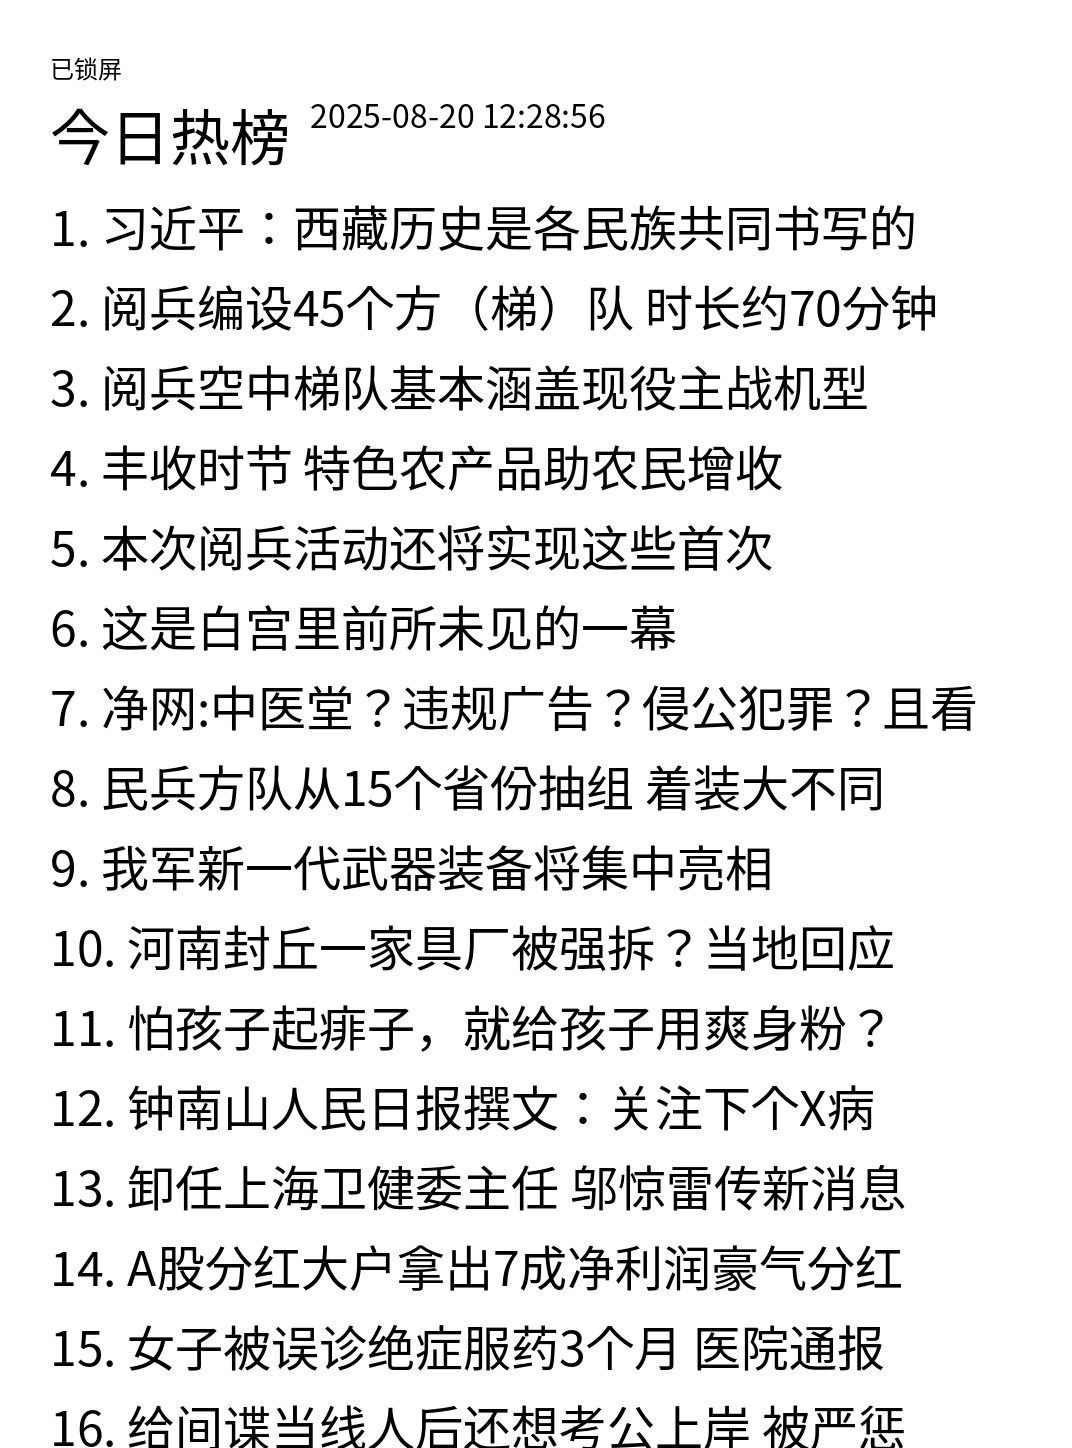 已锁屏
今日热榜 2025-08-20 12:28:56
1. 习近平：西藏历史是各民族共同书写的
2. 阅兵编设45个方（梯）队 时长约70分钟
3. 阅兵空中梯队基本涵盖现役主战机型
4. 丰收时节 特色农产品助农民增收
5. 本次阅兵活动还将实现这些首次
6. 这是白宫里前所未见的一幕
7. 净网:中医堂？违规广告？侵公犯罪？且看
8. 民兵方队从15个省份抽组 着装大不同
9. 我军新一代武器装备将集中亮相
10. 河南封丘一家具厂被强拆？当地回应
11. 怕孩子起痱子，就给孩子用爽身粉？
12. 钟南山人民日报撰文：关注下个X病
13. 卸任上海卫健委主任 邬惊雷传新消息
14. A股分红大户拿出7成净利润豪气分红
15. 女子被误诊绝症服药3个月 医院通报
16. 给间谍当线人后还想考公上岸 被严惩